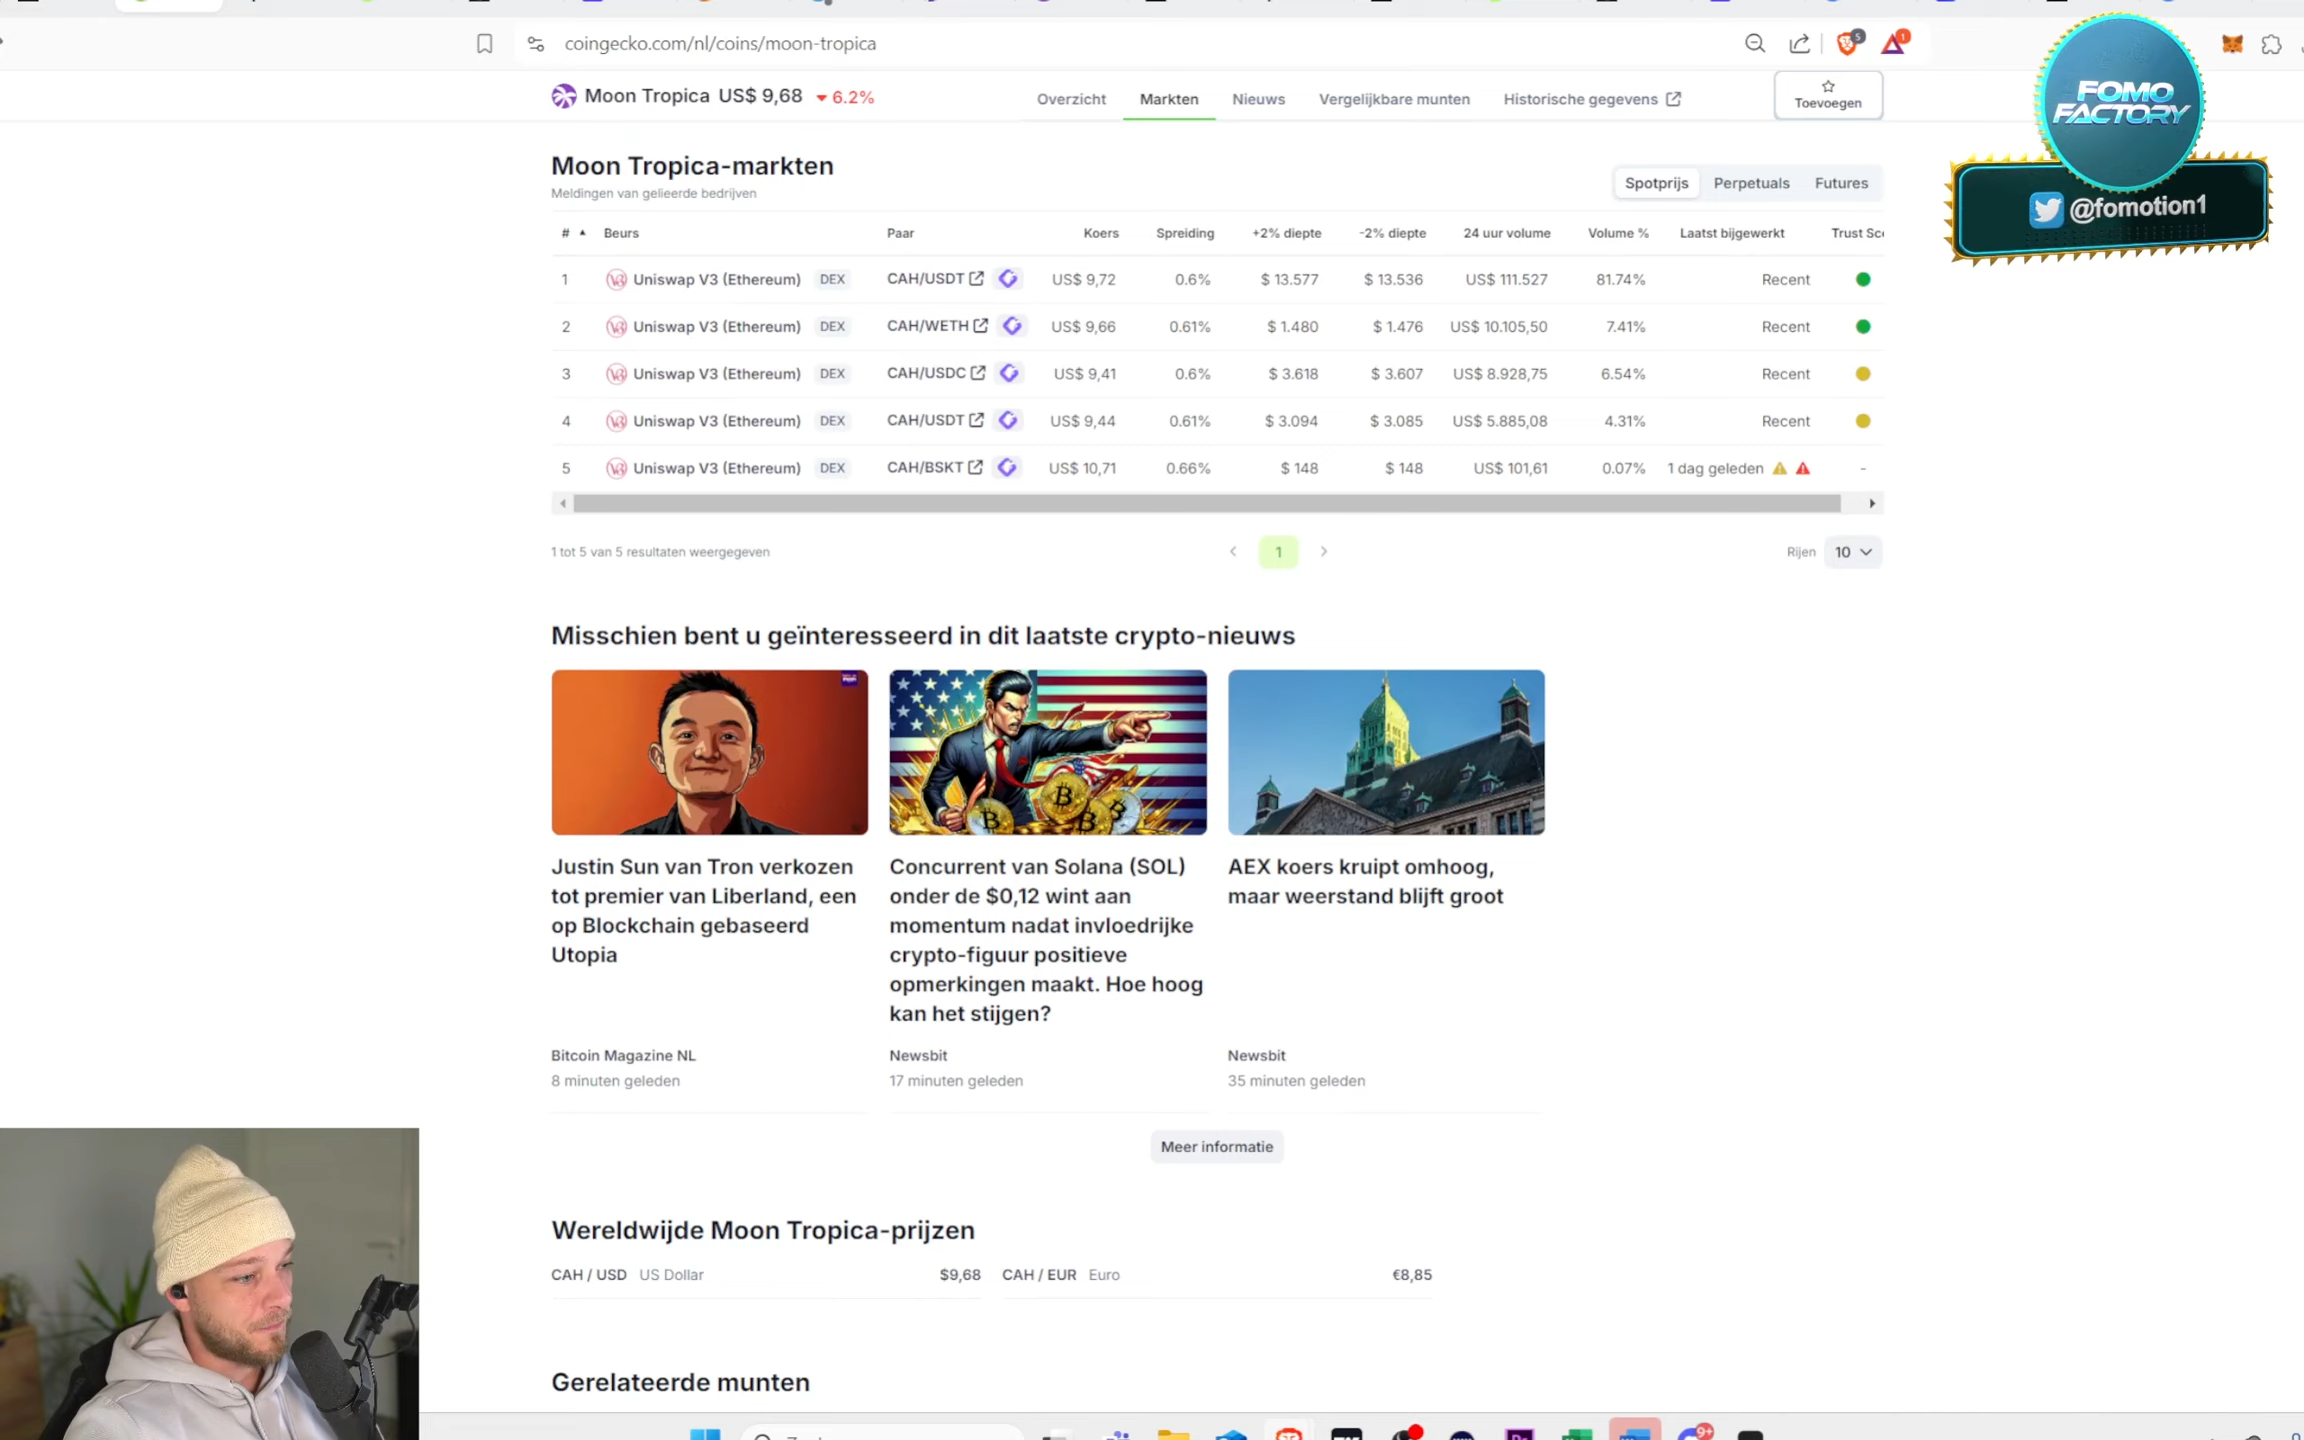 coingecko.com/nl/coins/moon-tropica
5
1
FOMO
FACTORY
@fomotion1
Moon Tropica US$ 9,68 6.2%
Overzicht Markten Nieuws Vergelijkbare munten Historische gegevens
Toevoegen
Moon Tropica-markten
Meldingen van gelieerde bedrijven
Spotprijs Perpetuals Futures
# Beurs Paar Koers Spreiding +2% diepte -2% diepte 24 uur volume Volume % Laatst bijgewerkt Trust Sc
1 Uniswap V3 (Ethereum) DEX CAH/USDT US$ 9,72 0.6% $ 13.577 $ 13.536 US$ 111.527 81.74% Recent
2 Uniswap V3 (Ethereum) DEX CAH/WETH US$ 9,66 0.61% $ 1.480 $ 1.476 US$ 10.105,50 7.41% Recent
3 Uniswap V3 (Ethereum) DEX CAH/USDC US$ 9,41 0.6% $ 3.618 $ 3.607 US$ 8.928,75 6.54% Recent
4 Uniswap V3 (Ethereum) DEX CAH/USDT US$ 9,44 0.61% $ 3.094 $ 3.085 US$ 5.885,08 4.31% Recent
5 Uniswap V3 (Ethereum) DEX CAH/BSKT US$ 10,71 0.66% $ 148 $ 148 US$ 101,61 0.07% 1 dag geleden -
1 tot 5 van 5 resultaten weergegeven
1
Rijen 10
Misschien bent u geïnteresseerd in dit laatste crypto-nieuws
Justin Sun van Tron verkozen
tot premier van Liberland, een
op Blockchain gebaseerd
Utopia
Bitcoin Magazine NL
8 minuten geleden
Concurrent van Solana (SOL)
onder de $0,12 wint aan
momentum nadat invloedrijke
crypto-figuur positieve
opmerkingen maakt. Hoe hoog
kan het stijgen?
Newsbit
17 minuten geleden
AEX koers kruipt omhoog,
maar weerstand blijft groot
Newsbit
35 minuten geleden
Meer informatie
Wereldwijde Moon Tropica-prijzen
CAH / USD US Dollar $9,68 CAH / EUR Euro €8,85
Gerelateerde munten
9+